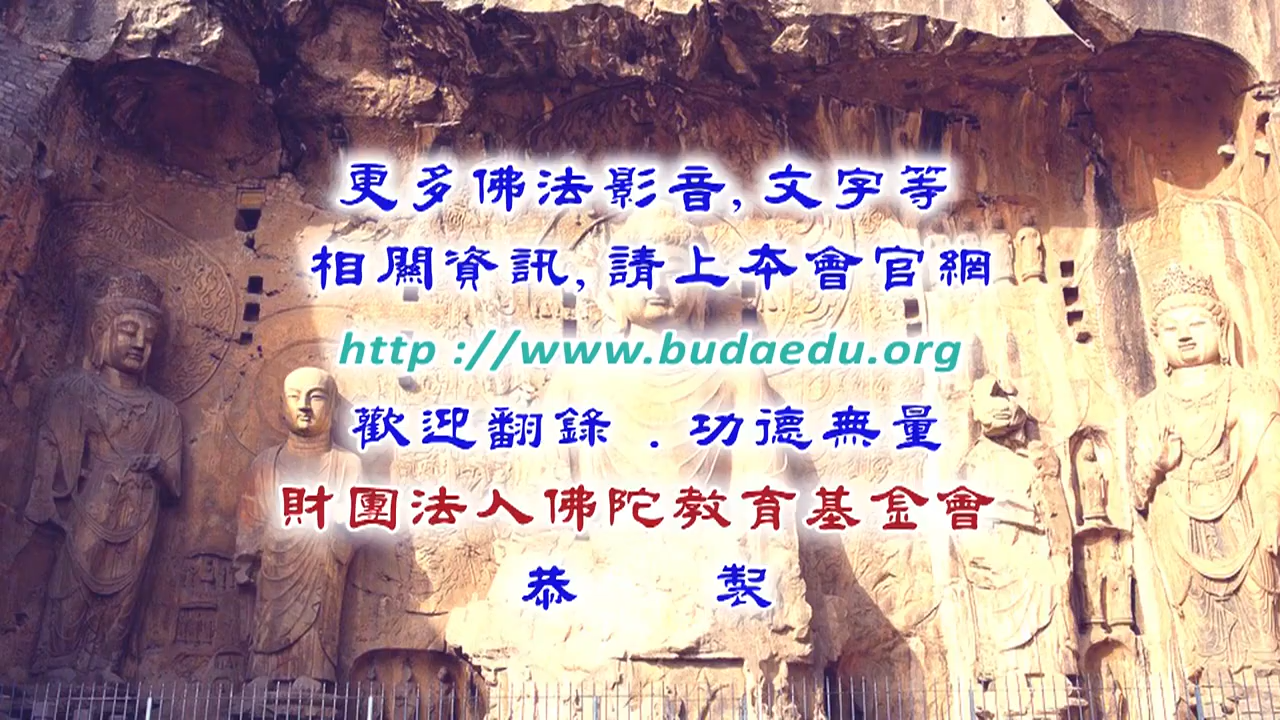 更多佛法影音,文字等
相關資訊,請上本會官網
http ://www.budaedu.org
歡迎翻錄 . 功德無量
財團法人佛陀教育基金會
恭 製